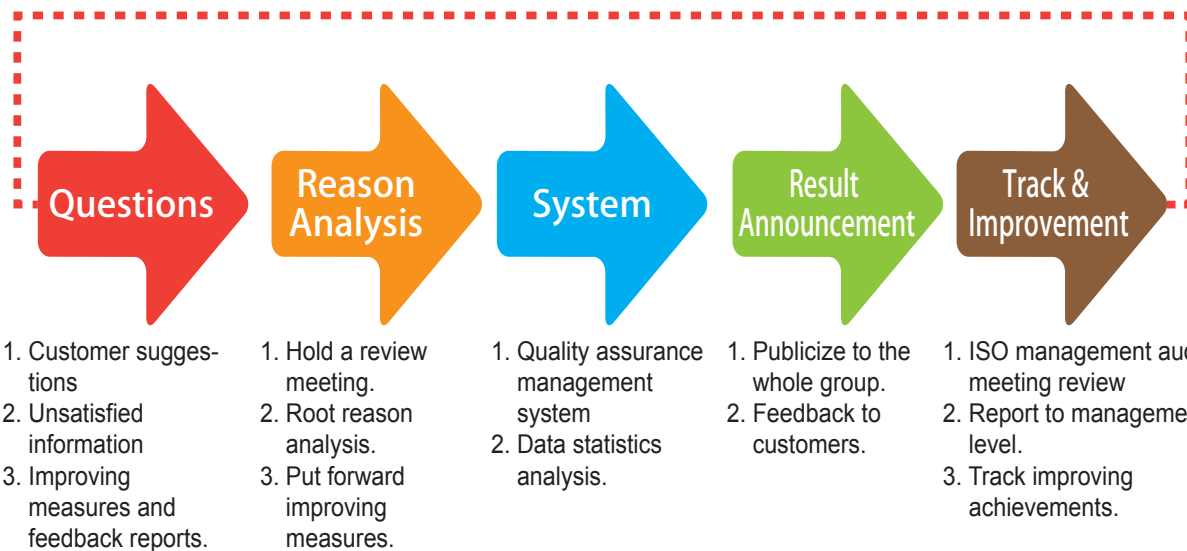 Questions
Reason
Analysis
System
Result
Announcement
Track &
Improvement
1. Customer sugges-
tions
2. Unsatisfied
information
3. Improving
measures and
feedback reports.
1. Hold a review
meeting.
2. Root reason
analysis.
3. Put forward
improving
measures.
1. Quality assurance
management
system
2. Data statistics
analysis.
1. Publicize to the
whole group.
2. Feedback to
customers.
1. ISO management
meeting review
2. Report to
level.
3. Track improving
achievements.